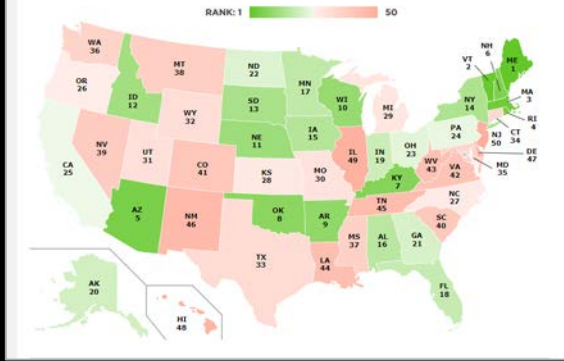 RANK: 1
50
WA
36
MT
38
ND
22
MN
17
OR
26
ID
12
SD
13
WI
10
MI
29
NY
14
VT
2
NH
6
ME
1
MA
3
RI
4
CT
34
NJ
50
DE
47
MD
35
PA
24
WY
32
NE
11
IA
15
IL
49
IN
19
OH
23
WV
43
VA
42
KY
7
NV
39
UT
31
CO
41
KS
28
MO
30
CA
25
AZ
5
NM
46
OK
8
AR
9
TN
45
NC
27
SC
40
TX
33
LA
44
MS
37
AL
16
GA
21
FL
18
AK
20
HI
48